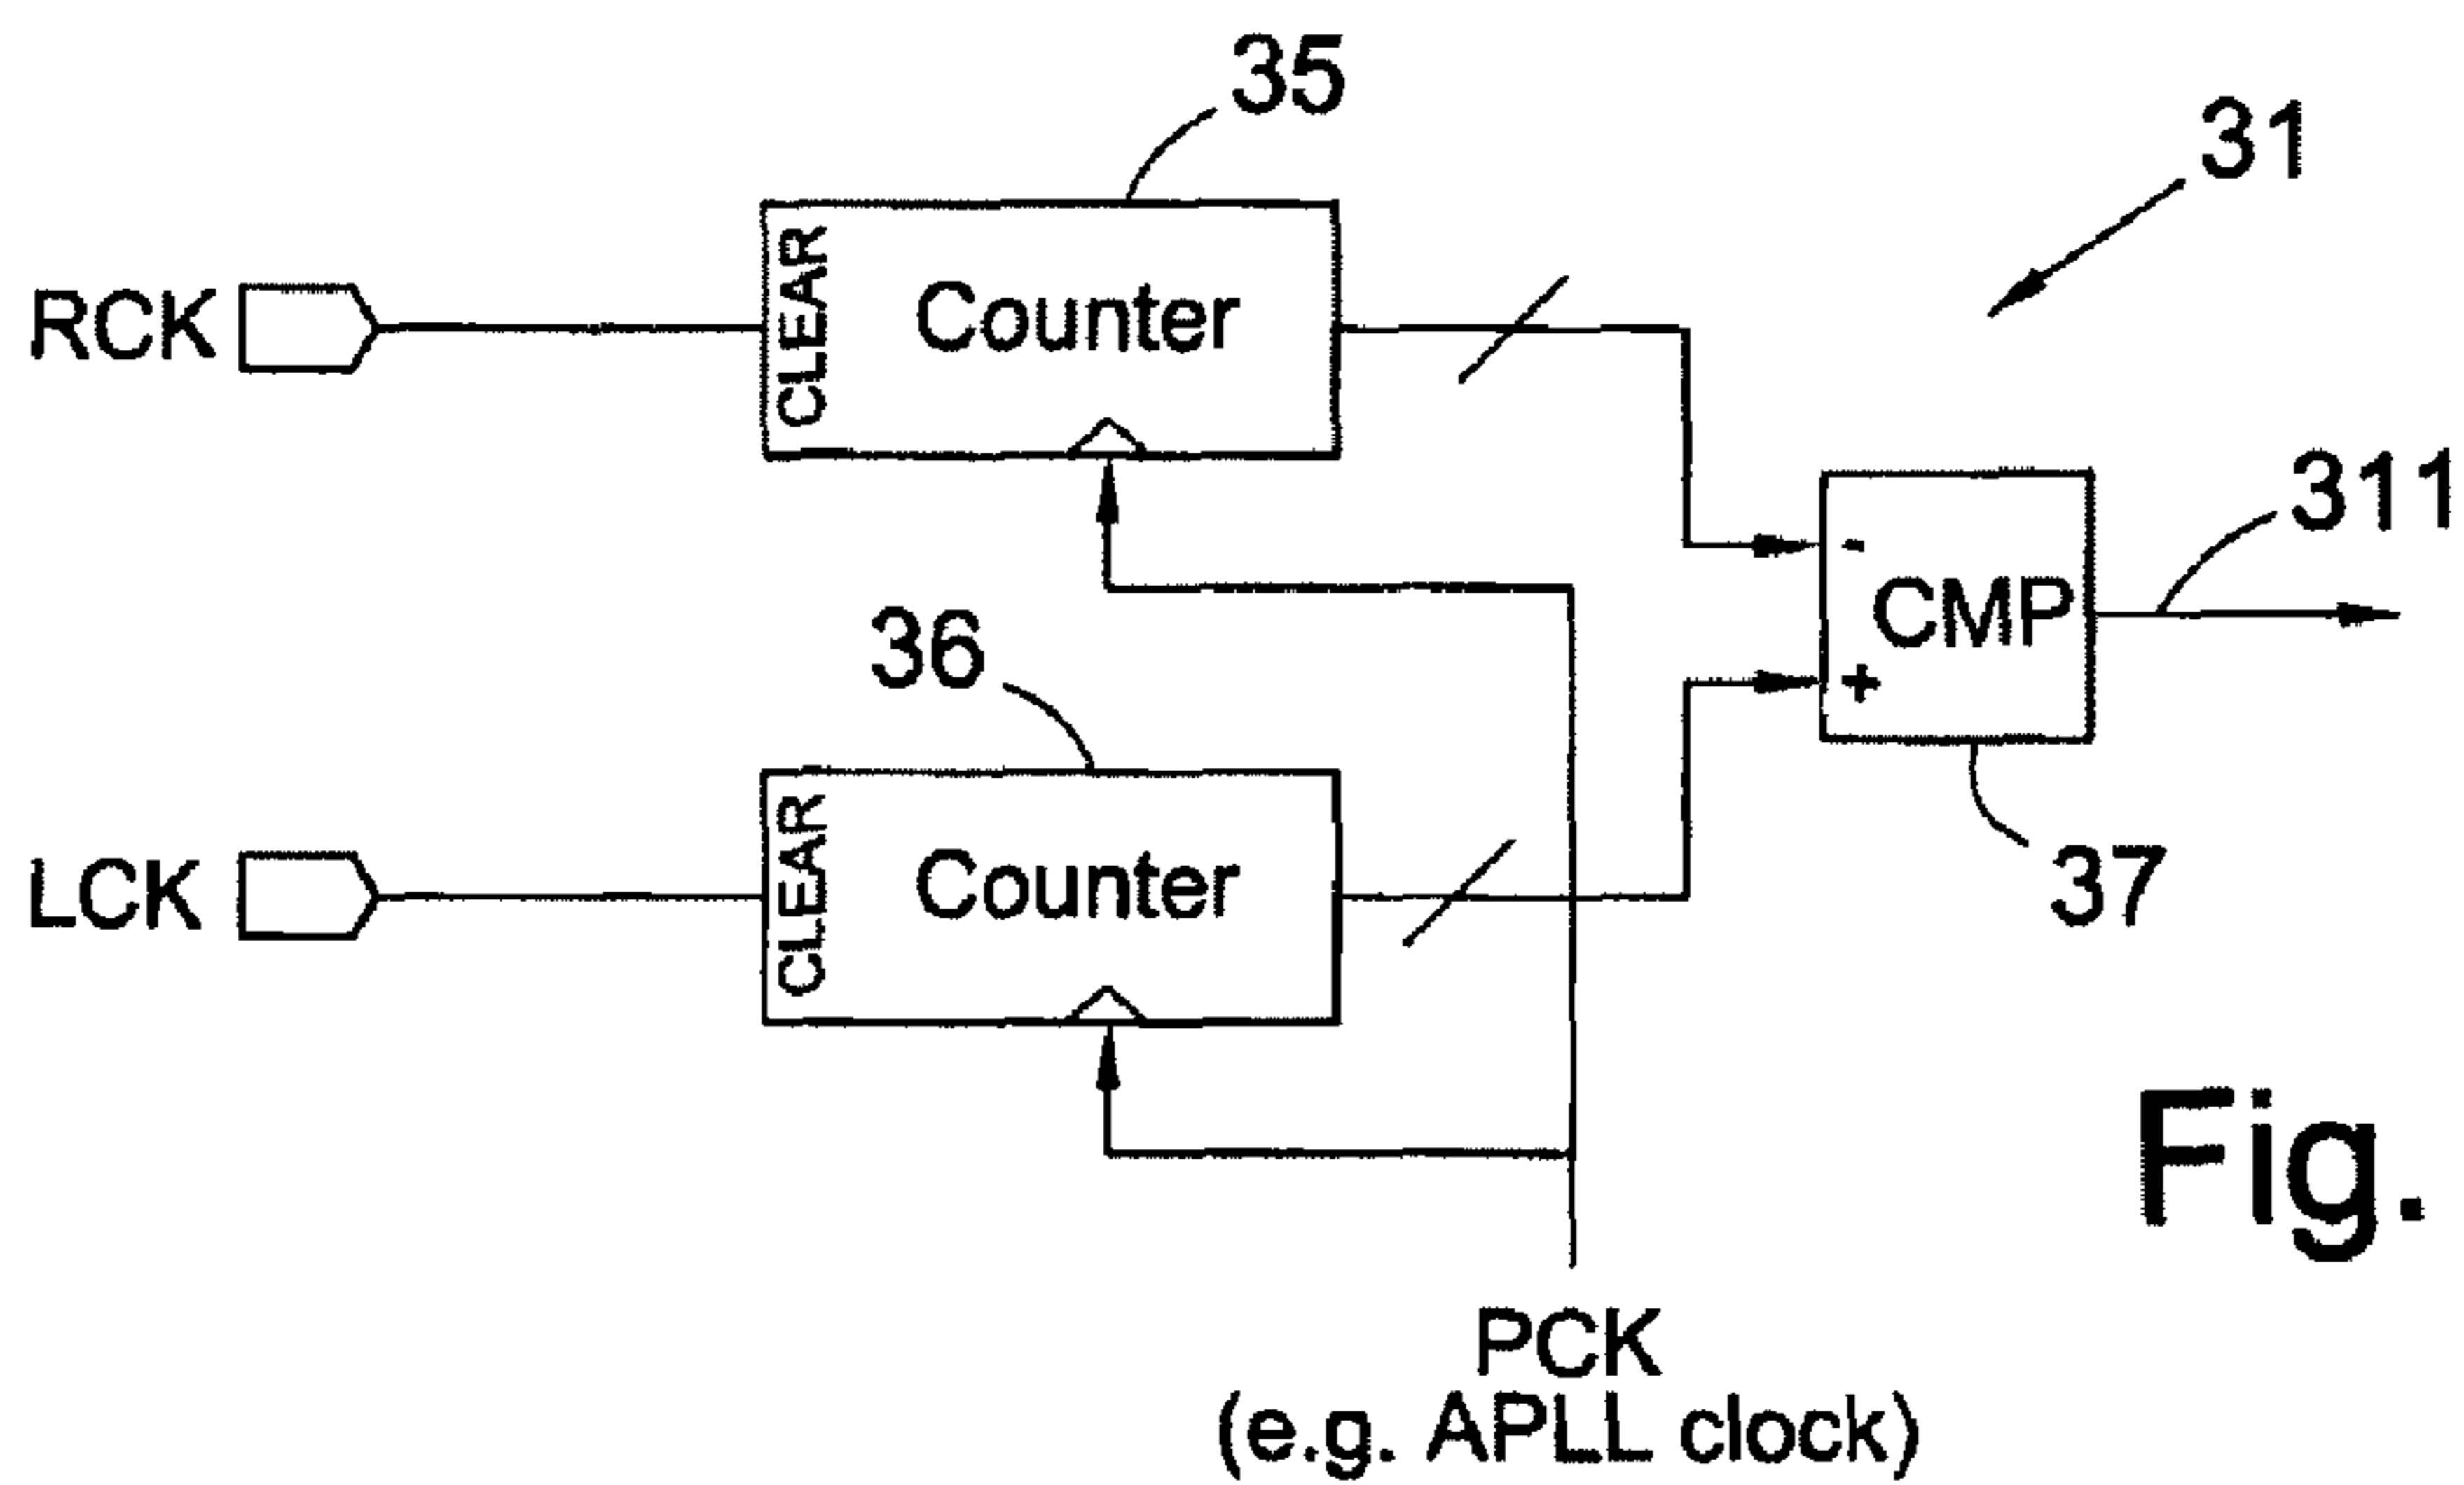 35
31
RCK
CLEAR
Counter
311
-
CMP
+
36
37
LCK
CLEAR
Counter
Fig.
PCK
(e.g. APLL clock)